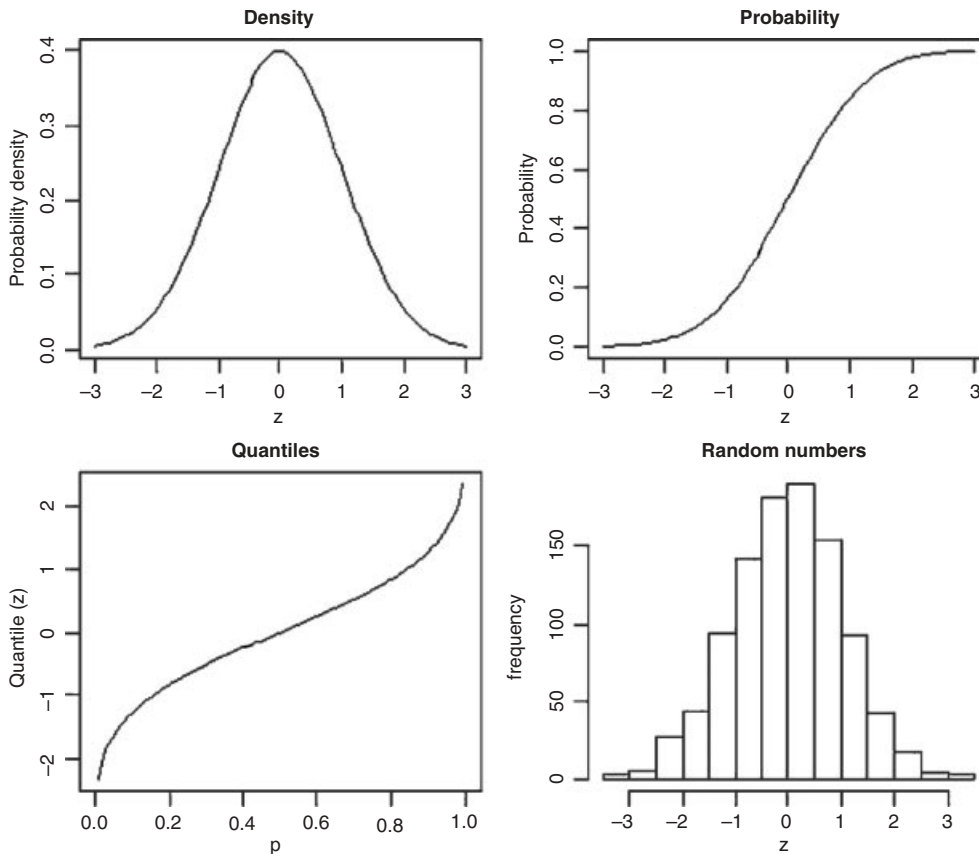 Density
Probability density
0.4
0.3
0.2
0.1
0.0
−3 −2 −1 0 1 2 3
z
Probability
Probability
1.0
0.8
0.6
0.4
0.2
0.0
−3 −2 −1 0 1 2 3
z
Quantiles
Quantile (z)
2
1
0
−1
−2
0.0 0.2 0.4 0.6 0.8 1.0
p
Random numbers
frequency
150
100
50
0
−3 −2 −1 0 1 2 3
z